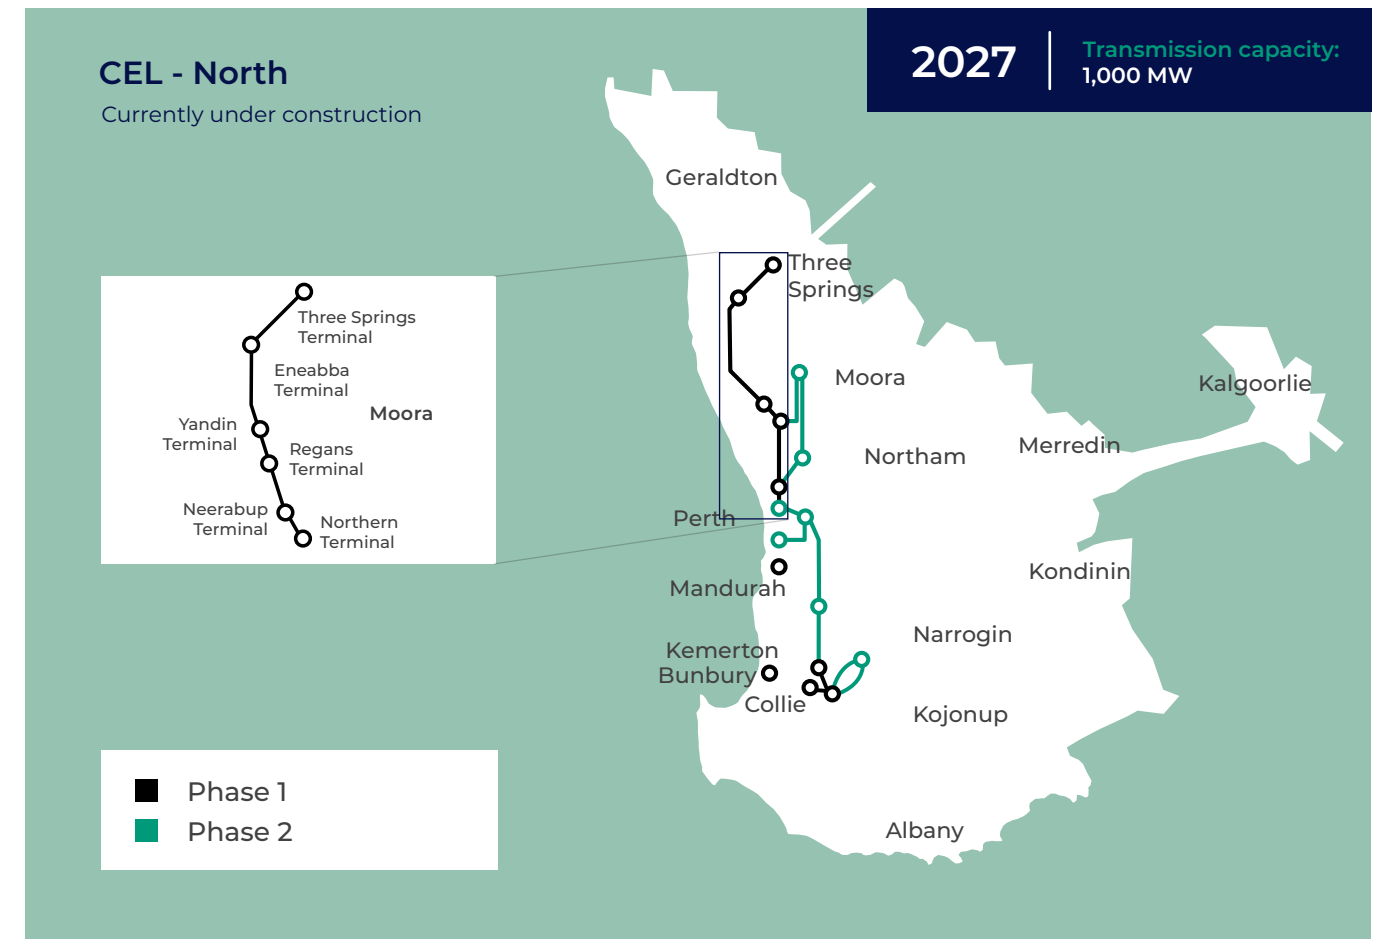 CEL - North
Currently under construction
2027
Transmission capacity:
1,000 MW
Geraldton
Three
Springs
Moora
Kalgoorlie
Merredin
Northam
Perth
Kondinin
Mandurah
Narrogin
Kemerton
Bunbury
Collie
Kojonup
Albany
Three Springs
Terminal
Eneabba
Terminal
Moora
Yandin
Terminal
Regans
Terminal
Neerabup
Terminal
Northern
Terminal
Phase 1
Phase 2